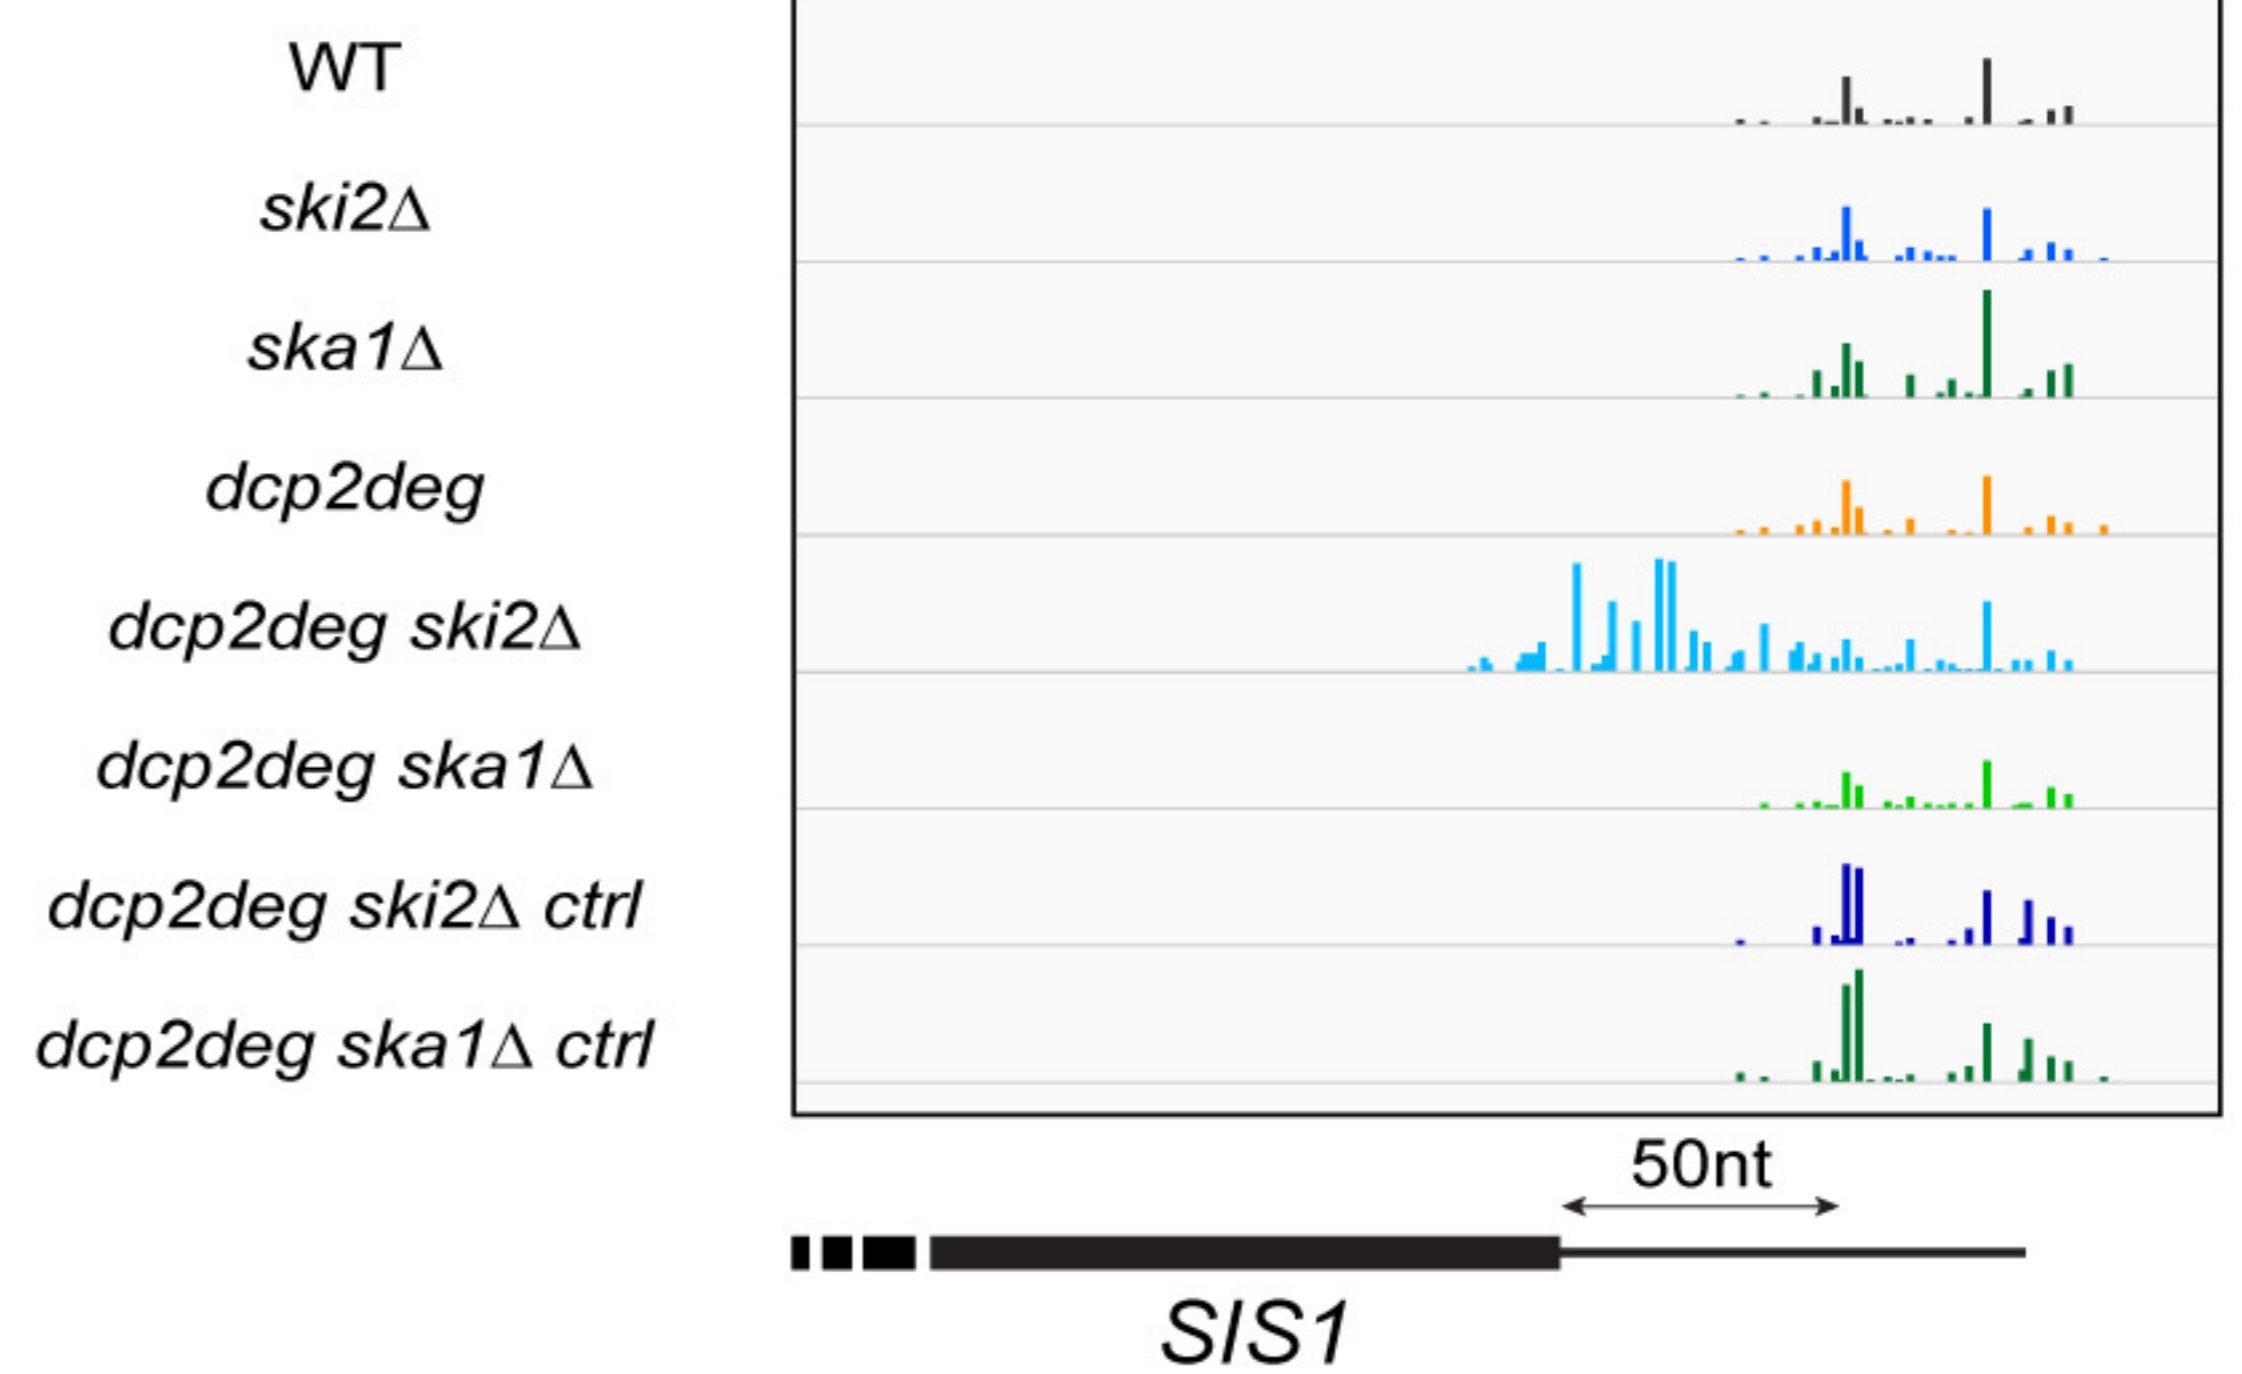 WT
ski2Δ
ska1Δ
dcp2deg
dcp2deg ski2Δ
dcp2deg ska1Δ
dcp2deg ski2Δ ctrl
dcp2deg ska1Δ ctrl
50nt
SIS1